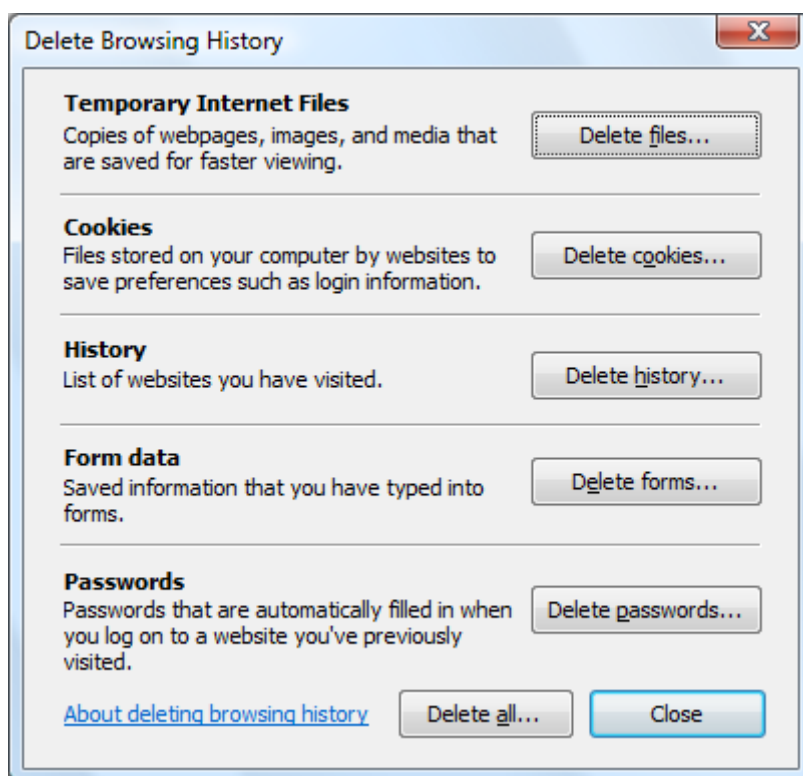 Delete Browsing History
Temporary Internet Files
Copies of webpages, images, and media that
are saved for faster viewing.
Delete files...
Cookies
Files stored on your computer by websites to
save preferences such as login information.
Delete cookies...
History
List of websites you have visited.
Delete history...
Form data
Saved information that you have typed into
forms.
Delete forms...
Passwords
Passwords that are automatically filled in when
you log on to a website you've previously
visited.
Delete passwords...
About deleting browsing history
Delete all...
Close